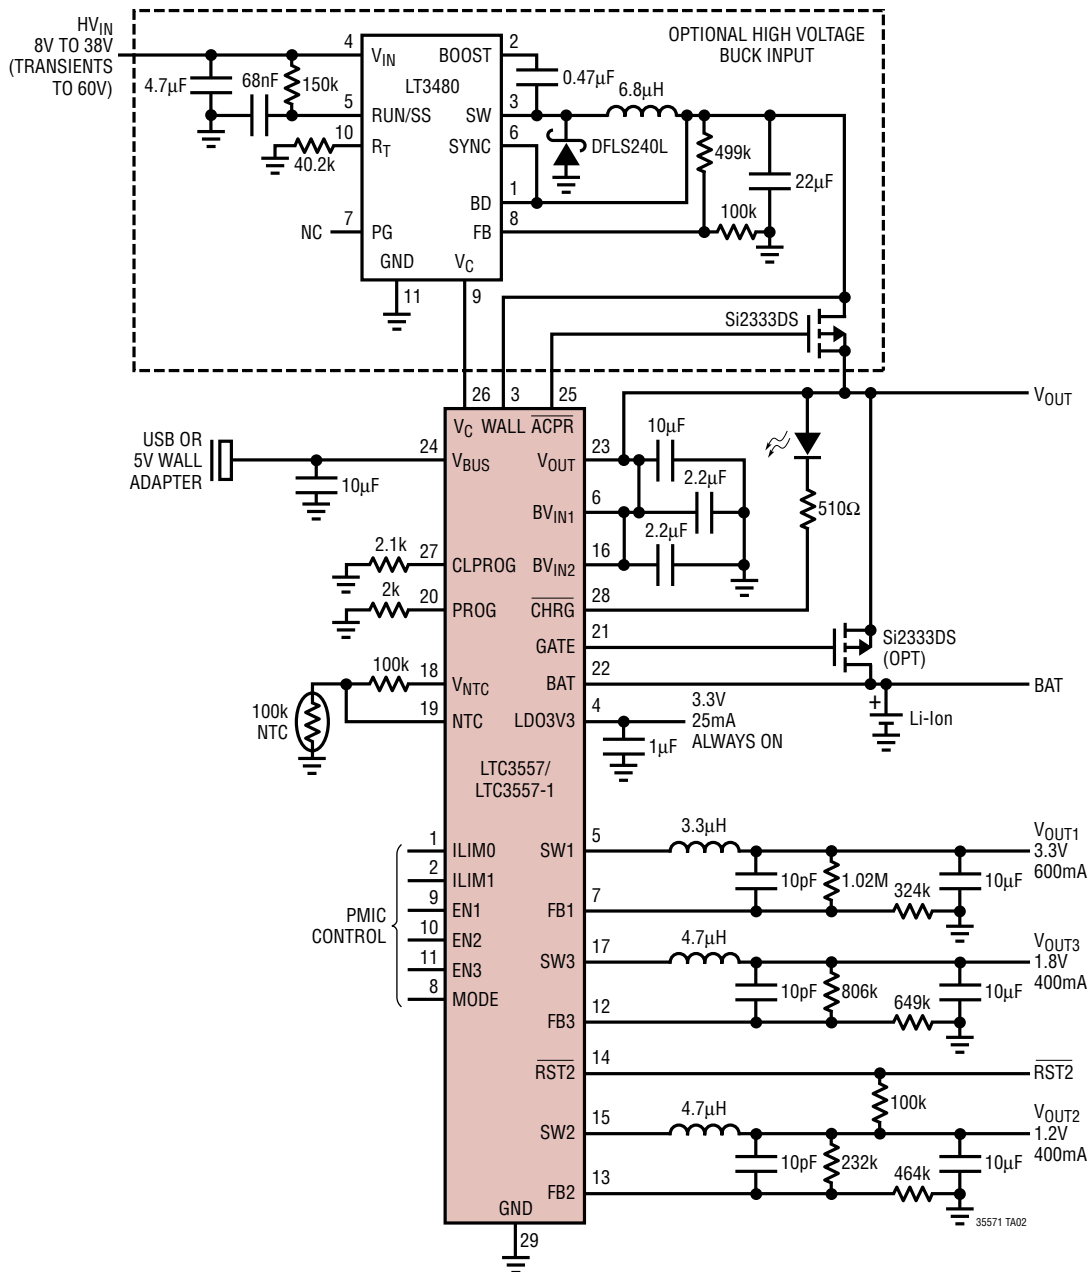 HVIN
8V TO 38V
(TRANSIENTS
TO 60V)
OPTIONAL HIGH VOLTAGE
BUCK INPUT
4.7µF
68nF
150k
40.2k
NC
4
5
10
7
VIN
RUN/SS
RT
PG
GND
LT3480
BOOST
SW
SYNC
BD
FB
VC
2
3
6
1
8
11
9
0.47µF
6.8µH
DFLS240L
499k
100k
22µF
Si2333DS
26
3
25
VC
WALL
ACPR
VOUT
USB OR
5V WALL
ADAPTER
10µF
24
VBUS
VOUT
23
10µF
2.2µF
BVIN1
6
2.2µF
BVIN2
16
510Ω
2.1k
27
CLPROG
2k
20
PROG
CHRG
28
GATE
21
Si2333DS
(OPT)
BAT
22
BAT
100k
18
VNTC
19
NTC
100k
NTC
LDO3V3
4
3.3V
25mA
ALWAYS ON
1µF
Li-Ion
+
LTC3557/
LTC3557-1
PMIC
CONTROL
1
ILIM0
2
ILIM1
9
EN1
10
EN2
11
EN3
8
MODE
SW1
5
3.3µH
VOUT1
3.3V
600mA
10pF
1.02M
324k
10µF
FB1
7
SW3
17
4.7µH
VOUT3
1.8V
400mA
10pF
806k
649k
10µF
FB3
12
RST2
14
RST2
100k
SW2
15
4.7µH
VOUT2
1.2V
400mA
10pF
232k
464k
10µF
FB2
13
GND
29
35571 TA02